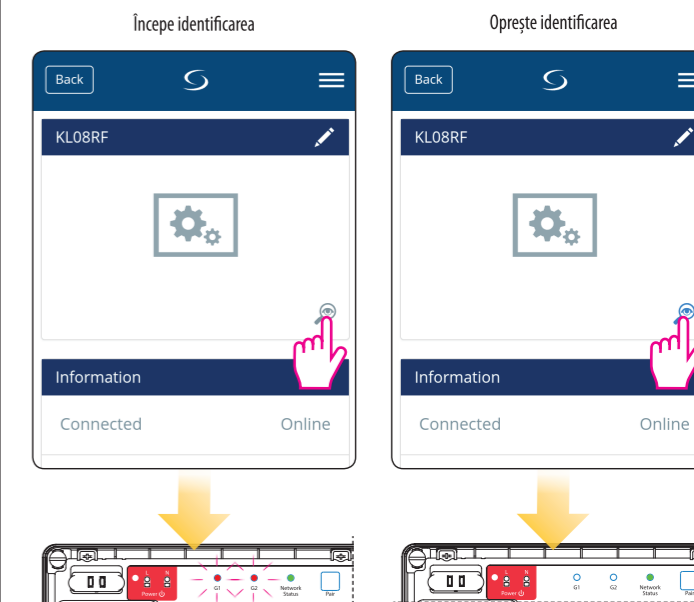 Începe identificarea
Back
KL08RF
Information
Connected Online
L N
Power
G1 G2 Network Status Pair
Oprește identificarea
Back
KL08RF
Information
Connected Online
L N
Power
G1 G2 Network Status Pair